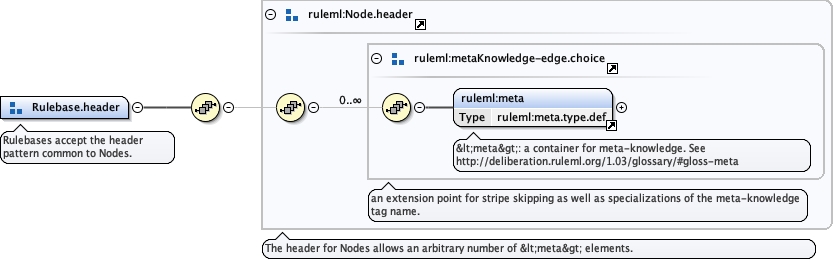 ruleml:Node.header
ruleml:metaKnowledge-edge.choice
0..∞
Rulebase.header
ruleml:meta
Type ruleml:meta.type.def
Rulebases accept the header
pattern common to Nodes.
&lt;meta&gt;: a container for meta-knowledge. See
http://deliberation.ruleml.org/1.03/glossary/#gloss-meta
an extension point for stripe skipping as well as specializations of the meta-knowledge
tag name.
The header for Nodes allows an arbitrary number of &lt;meta&gt; elements.